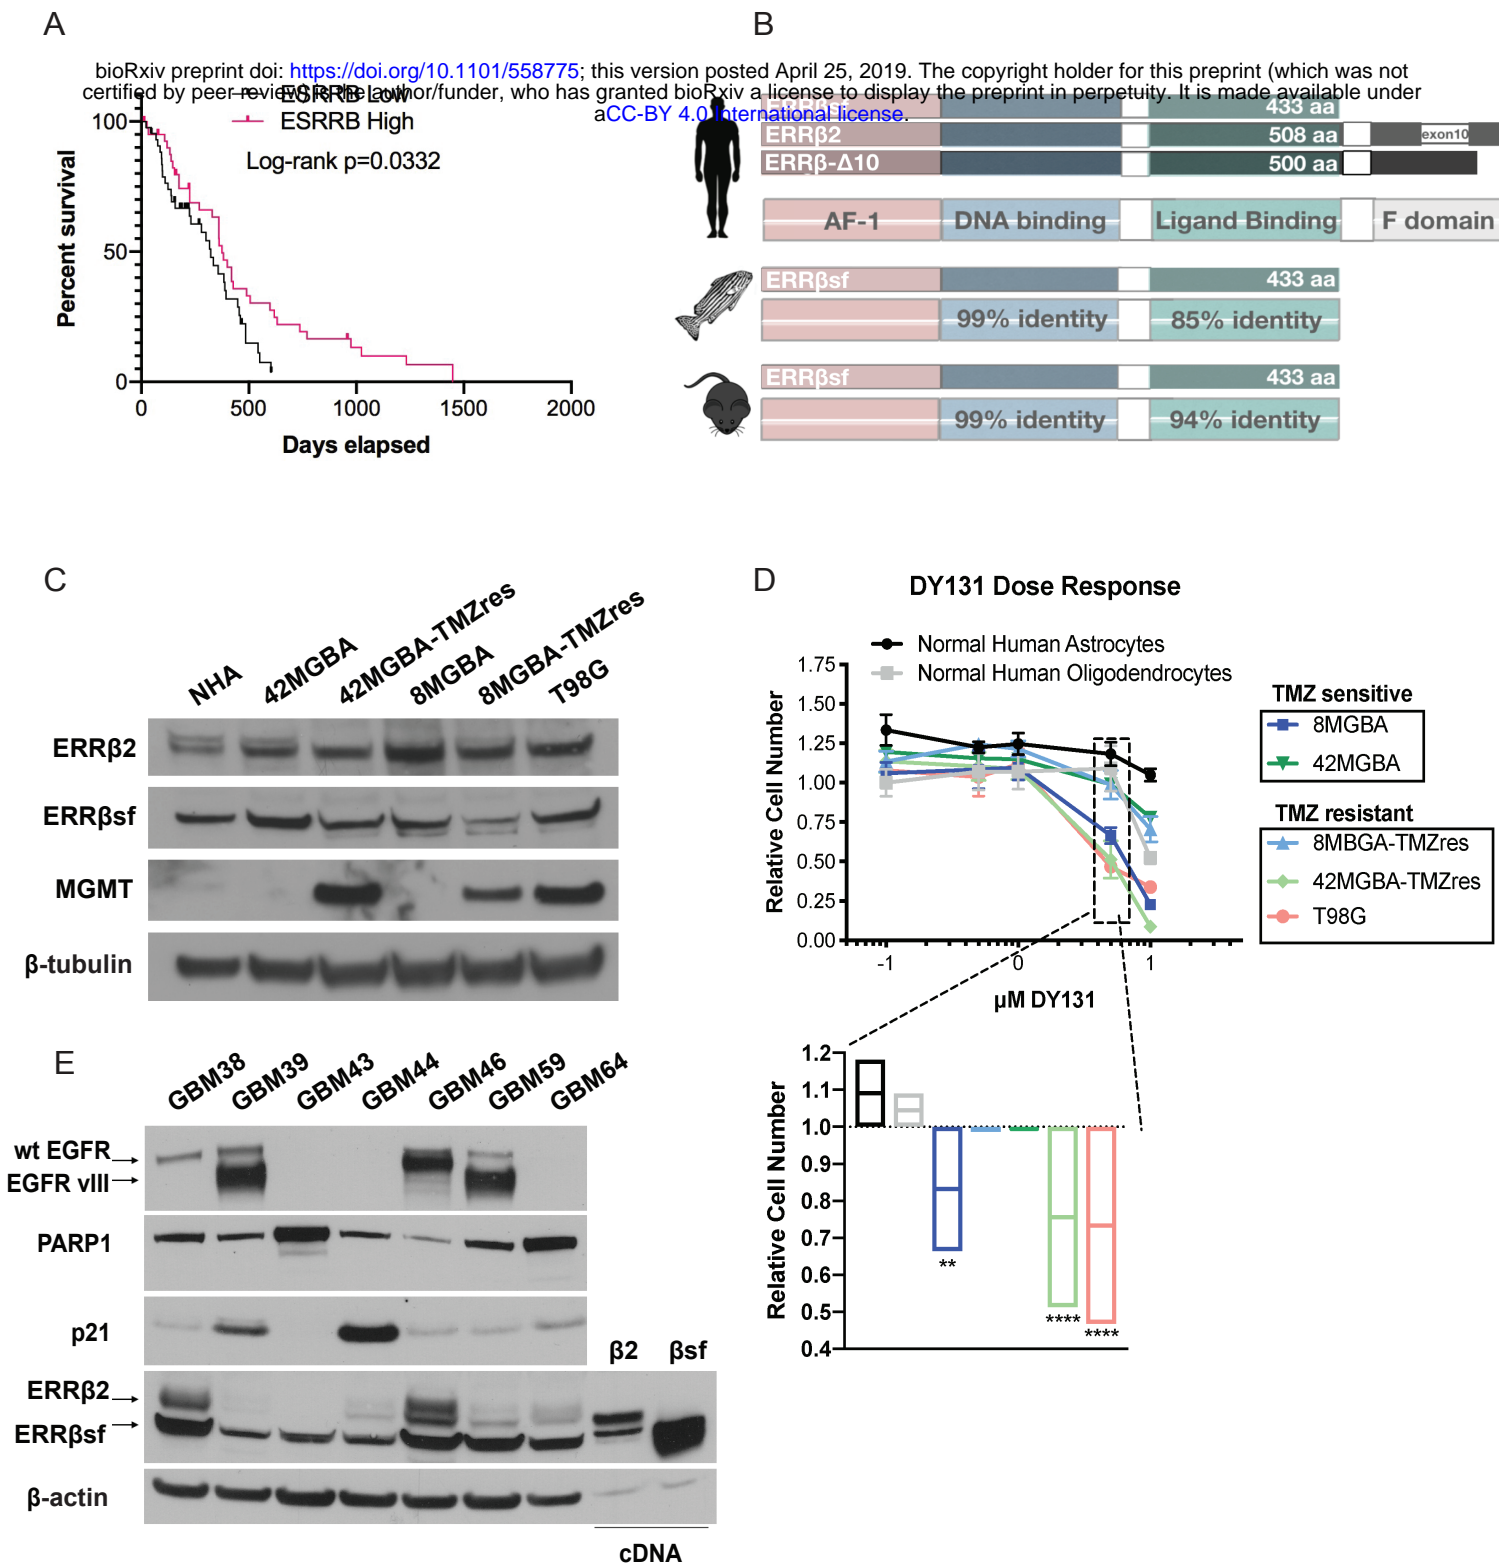 A
B
bioRxiv preprint doi: https://doi.org/10.1101/558775; this version posted April 25, 2019. The copyright holder for this preprint (which was not
certified by peer review) is the author/funder, who has granted bioRxiv a license to display the preprint in perpetuity. It is made available under
aCC-BY 4.0 International license.
ESRRB Low
ESRRB High
Log-rank p=0.0332
Percent survival
100
50
0
0 500 1000 1500 2000
Days elapsed
ERRβsf 433 aa
ERRβ2 508 aa exon10
ERRβ-Δ10 500 aa
AF-1 DNA binding Ligand Binding F domain
ERRβsf 433 aa
99% identity 85% identity
ERRβsf 433 aa
99% identity 94% identity
C
NHA 42MGBA 42MGBA-TMZres 8MGBA 8MGBA-TMZres T98G
ERRβ2
ERRβsf
MGMT
β-tubulin
D
DY131 Dose Response
Normal Human Astrocytes
Normal Human Oligodendrocytes
Relative Cell Number
1.75
1.50
1.25
1.00
0.75
0.50
0.25
0.00
-1 0 1
µM DY131
TMZ sensitive
8MGBA
42MGBA
TMZ resistant
8MBGA-TMZres
42MGBA-TMZres
T98G
Relative Cell Number
1.2
1.1
1.0
0.9
0.8
0.7
0.6
0.5
0.4
**
****
****
E
GBM38 GBM39 GBM43 GBM44 GBM46 GBM59 GBM64
wt EGFR
EGFR vIII
PARP1
p21
β2 βsf
ERRβ2
ERRβsf
β-actin
cDNA